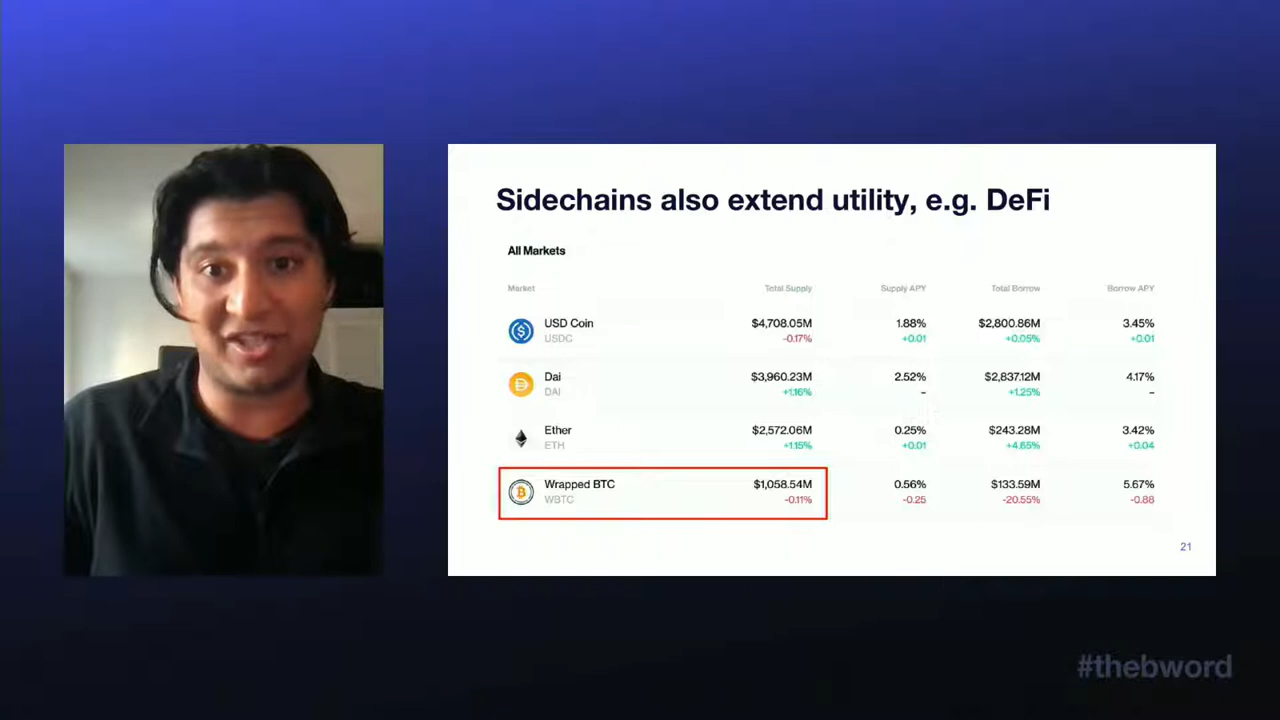 Sidechains also extend utility, e.g. DeFi
All Markets
Market Total Supply Supply APY Total Borrow Borrow APY
USD Coin $4,708.05M 1.88% $2,800.86M 3.45%
USDC -0.17% +0.01 +0.05% +0.01
Dai $3,960.23M 2.52% $2,837.12M 4.17%
DAI +1.16% – +1.25% –
Ether $2,572.06M 0.25% $243.28M 3.42%
ETH +1.15% +0.01 +4.65% +0.04
Wrapped BTC $1,058.54M 0.56% $133.59M 5.67%
WBTC -0.11% -0.25 -20.55% -0.88
21
#thebword